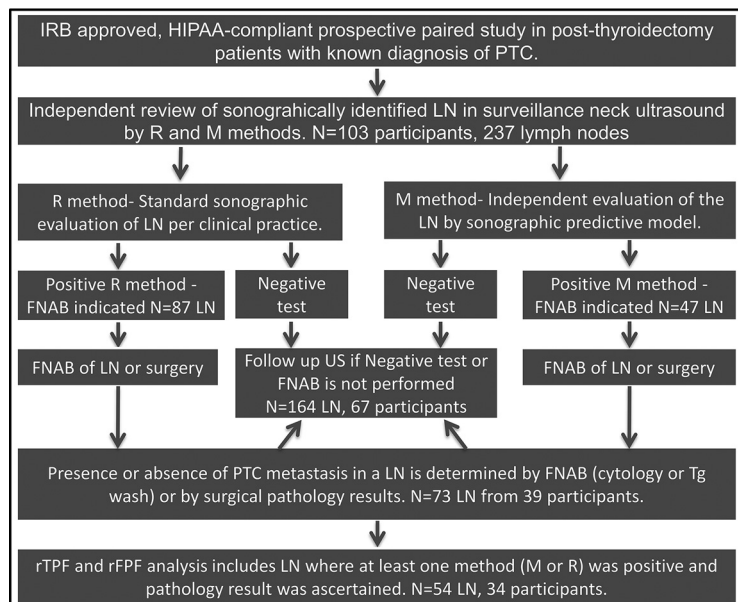 IRB approved, HIPAA-compliant prospective paired study in post-thyroidectomy
patients with known diagnosis of PTC.
Independent review of sonograhically identified LN in surveillance neck ultrasound
by R and M methods. N=103 participants, 237 lymph nodes
R method- Standard sonographic
evaluation of LN per clinical practice.
M method- Independent evaluation of the
LN by sonographic predictive model.
Positive R method -
FNAB indicated N=87 LN
Negative
test
Negative
test
Positive M method -
FNAB indicated N=47 LN
FNAB of LN or surgery
Follow up US if Negative test or
FNAB is not performed
N=164 LN, 67 participants
FNAB of LN or surgery
Presence or absence of PTC metastasis in a LN is determined by FNAB (cytology or Tg
wash) or by surgical pathology results. N=73 LN from 39 participants.
rTPF and rFPF analysis includes LN where at least one method (M or R) was positive and
pathology result was ascertained. N=54 LN, 34 participants.